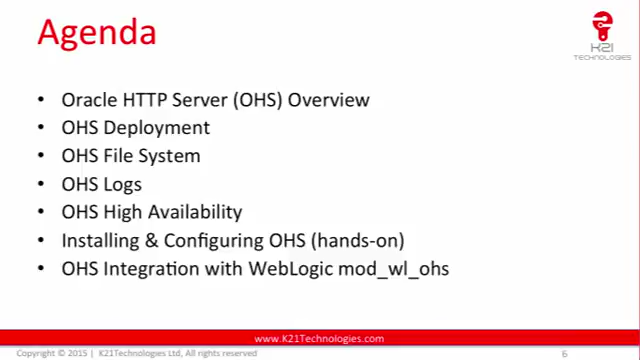 Agenda
K21
TECHNOLOGIES
• Oracle HTTP Server (OHS) Overview
• OHS Deployment
• OHS File System
• OHS Logs
• OHS High Availability
• Installing & Configuring OHS (hands-on)
• OHS Integration with WebLogic mod_wl_ohs
www.K21Technologies.com
Copyright © 2015 | K21Technologies Ltd, All rights reserved
6